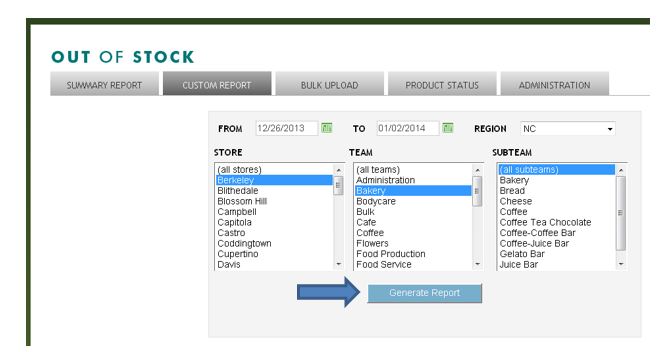 OUT OF STOCK
SUMMARY REPORT CUSTOM REPORT BULK UPLOAD PRODUCT STATUS ADMINISTRATION
FROM 12/26/2013 TO 01/02/2014 REGION NC
STORE TEAM SUBTEAM
(all stores) (all teams) (all subteams)
Berkeley Administration Bakery
Blithedale Bakery Bread
Blossom Hill Bodycare Cheese
Campbell Bulk Coffee
Capitola Cafe Coffee Tea Chocolate
Castro Coffee Coffee-Coffee Bar
Coddingtown Flowers Coffee-Juice Bar
Cupertino Food Production Gelato Bar
Davis Food Service Juice Bar
Generate Report